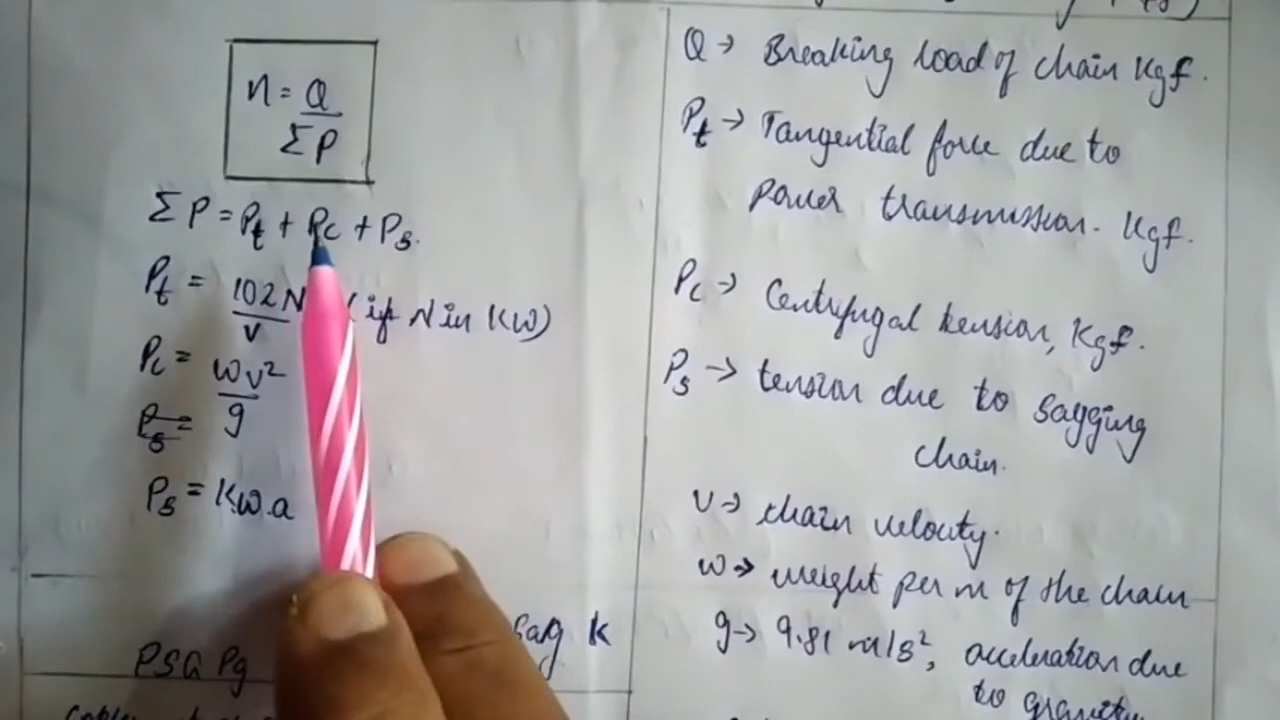 n = Q
ΣP
ΣP = Pt + Pc + Ps.
Pt = 102N (if N in KW)
v
Pc = wv²
g
Ps =
Ps = K.w.a
sag K
PSG Pg
Q → Breaking load of chain Kgf.
Pt → Tangential force due to
power transmission. Kgf.
Pc → Centrifugal tension, Kgf.
Ps → tension due to sagging
chain.
v → chain velocity.
w → weight per m of the chain
g → 9.81 m/s², acceleration due
to gravity